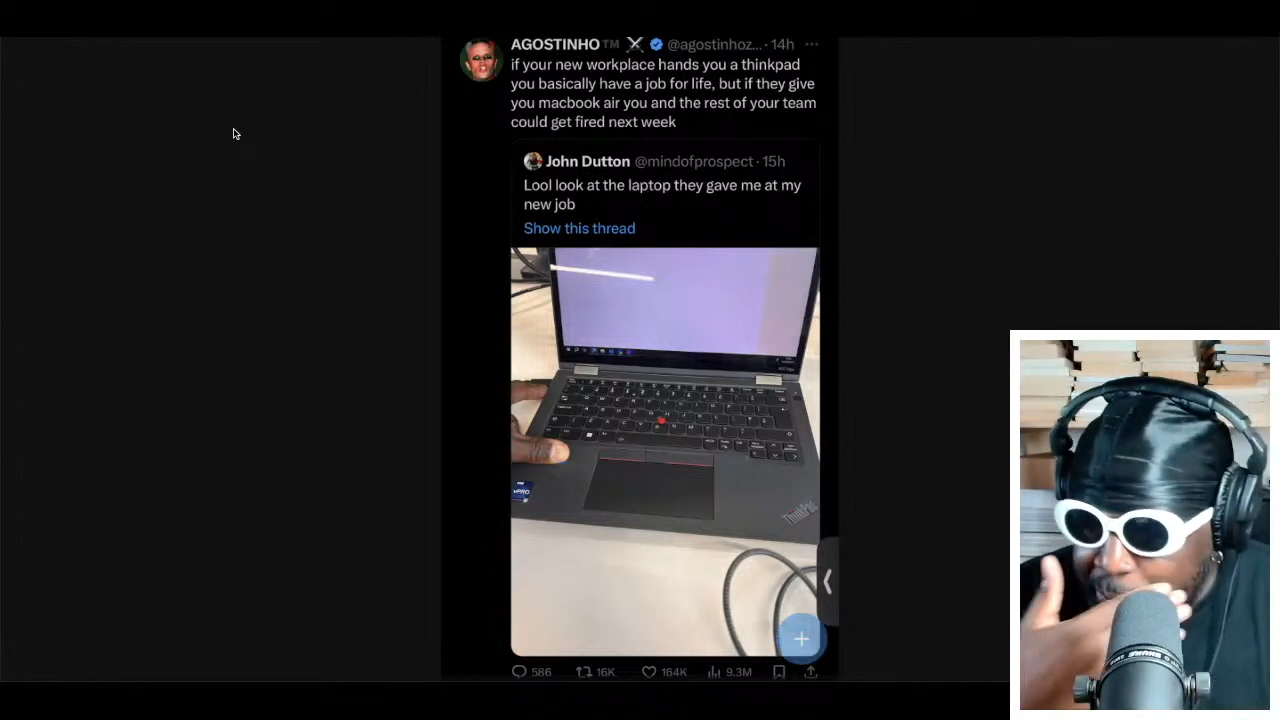 AGOSTINHO™ @agostinhoz... · 14h ···
if your new workplace hands you a thinkpad
you basically have a job for life, but if they give
you macbook air you and the rest of your team
could get fired next week
John Dutton @mindofprospect · 15h
Lool look at the laptop they gave me at my
new job
Show this thread
vPRO
ThinkPad
586 16K 164K 9.3M
SHURE